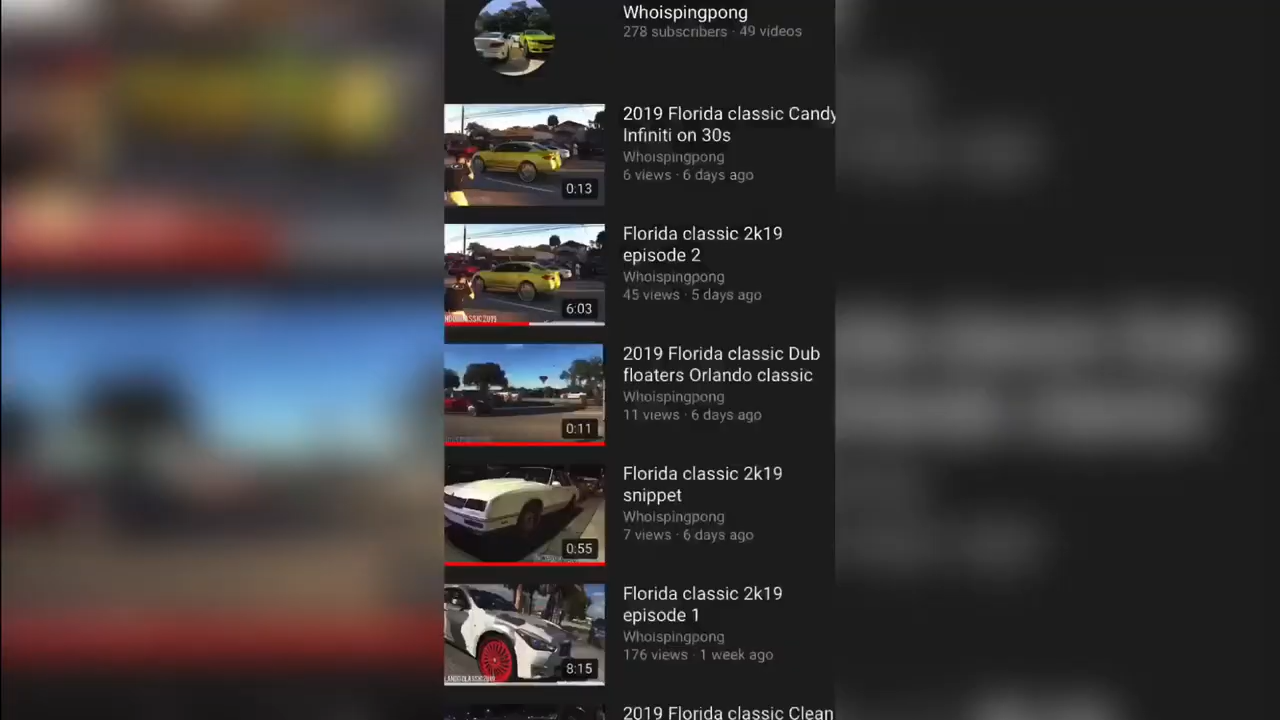 Whoispingpong
278 subscribers · 49 videos
2019 Florida classic Candy
Infiniti on 30s
Whoispingpong
6 views · 6 days ago
0:13
Florida classic 2k19
episode 2
Whoispingpong
45 views · 5 days ago
6:03
2019 Florida classic Dub
floaters Orlando classic
Whoispingpong
11 views · 6 days ago
0:11
Florida classic 2k19
snippet
Whoispingpong
7 views · 6 days ago
0:55
Florida classic 2k19
episode 1
Whoispingpong
176 views · 1 week ago
8:15
2019 Florida classic Clean